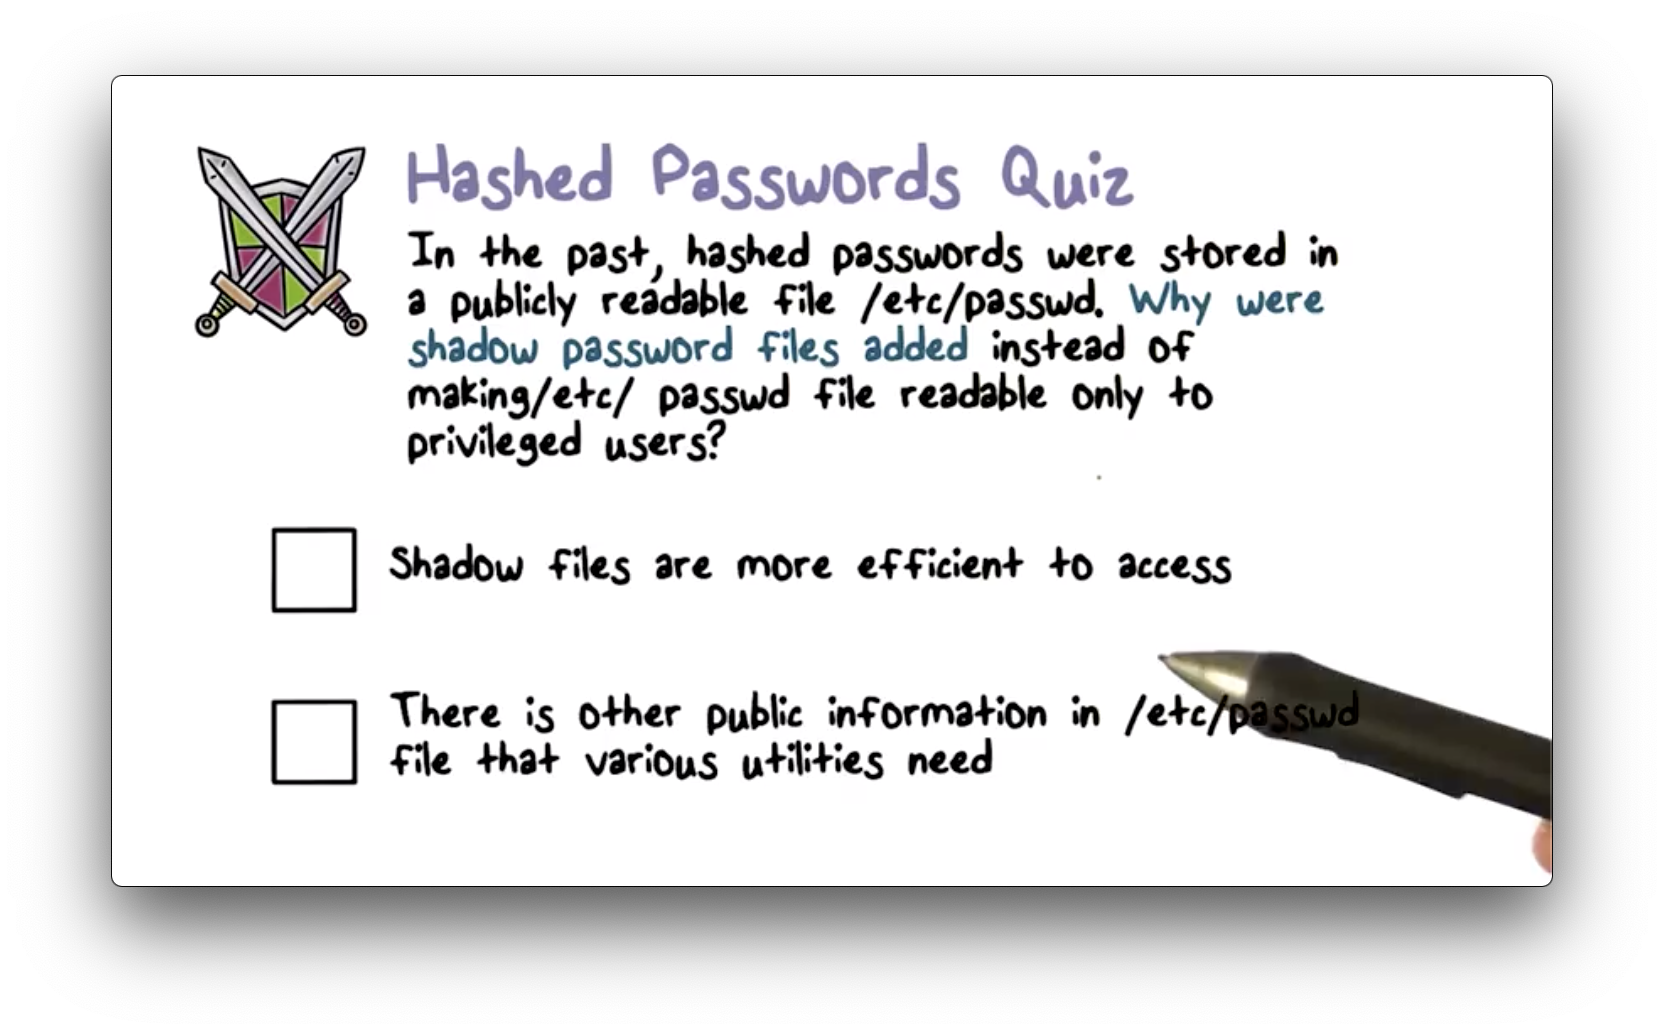 Hashed Passwords Quiz
In the past, hashed passwords were stored in
a publicly readable file /etc/passwd. Why were
shadow password files added instead of
making/etc/ passwd file readable only to
privileged users?
Shadow files are more efficient to access
There is other public information in /etc/passwd
file that various utilities need